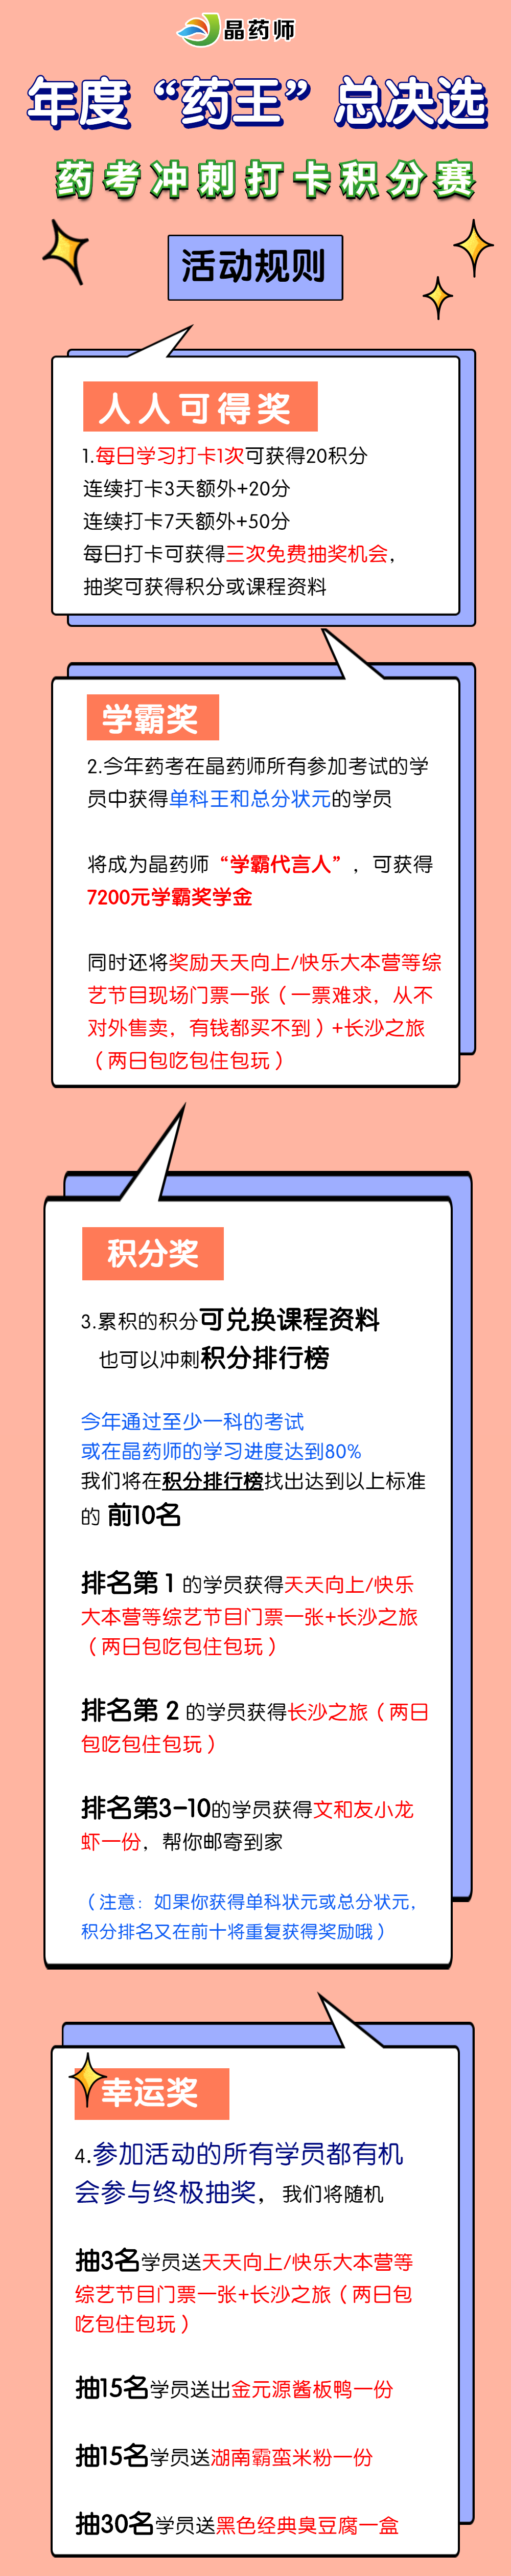 晶药师
年度“药王”总决选
药考冲刺打卡积分赛
活动规则
人人可得奖
1.每日学习打卡1次可获得20积分
连续打卡3天额外+20分
连续打卡7天额外+50分
每日打卡可获得三次免费抽奖机会，
抽奖可获得积分或课程资料
学霸奖
2.今年药考在晶药师所有参加考试的学
员中获得单科王和总分状元的学员
将成为晶药师“学霸代言人”，可获得
7200元学霸奖学金
同时还将奖励天天向上/快乐大本营等综
艺节目现场门票一张（一票难求，从不
对外售卖，有钱都买不到）+长沙之旅
（两日包吃包住包玩）
积分奖
3.累积的积分可兑换课程资料
也可以冲刺积分排行榜
今年通过至少一科的考试
或在晶药师的学习进度达到80%
我们将在积分排行榜找出达到以上标准
的 前10名
排名第 1 的学员获得天天向上/快乐
大本营等综艺节目门票一张+长沙之旅
（两日包吃包住包玩）
排名第 2 的学员获得长沙之旅（两日
包吃包住包玩）
排名第3-10的学员获得文和友小龙
虾一份，帮你邮寄到家
（注意：如果你获得单科状元或总分状元，
积分排名又在前十将重复获得奖励哦）
幸运奖
4.参加活动的所有学员都有机
会参与终极抽奖，我们将随机
抽3名学员送天天向上/快乐大本营等
综艺节目门票一张+长沙之旅（两日包
吃包住包玩）
抽15名学员送出金元源酱板鸭一份
抽15名学员送湖南霸蛮米粉一份
抽30名学员送黑色经典臭豆腐一盒